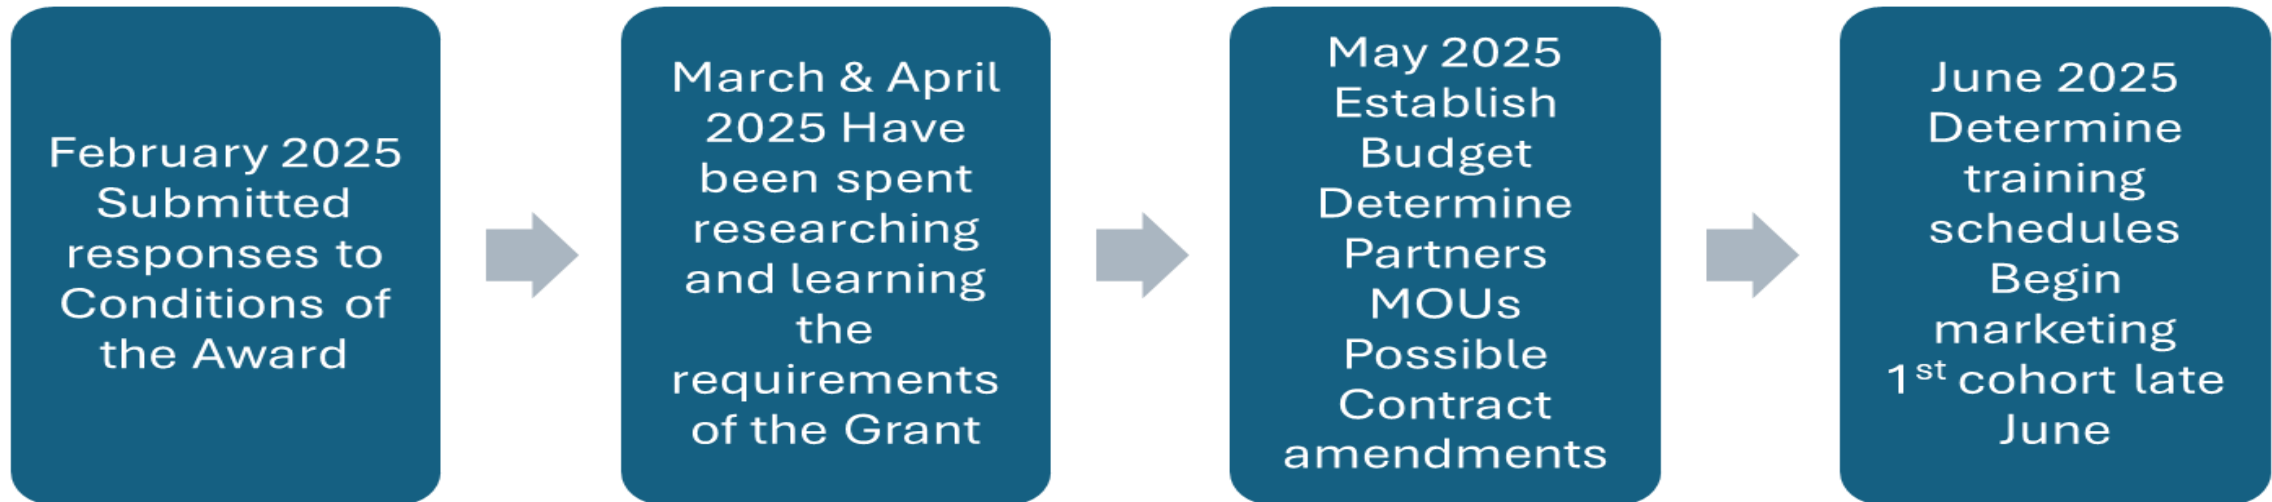 February 2025
Submitted
responses to
Conditions of
the Award
March & April
2025 Have
been spent
researching
and learning
the
requirements
of the Grant
May 2025
Establish
Budget
Determine
Partners
MOUs
Possible
Contract
amendments
June 2025
Determine
training
schedules
Begin
marketing
1st cohort late
June